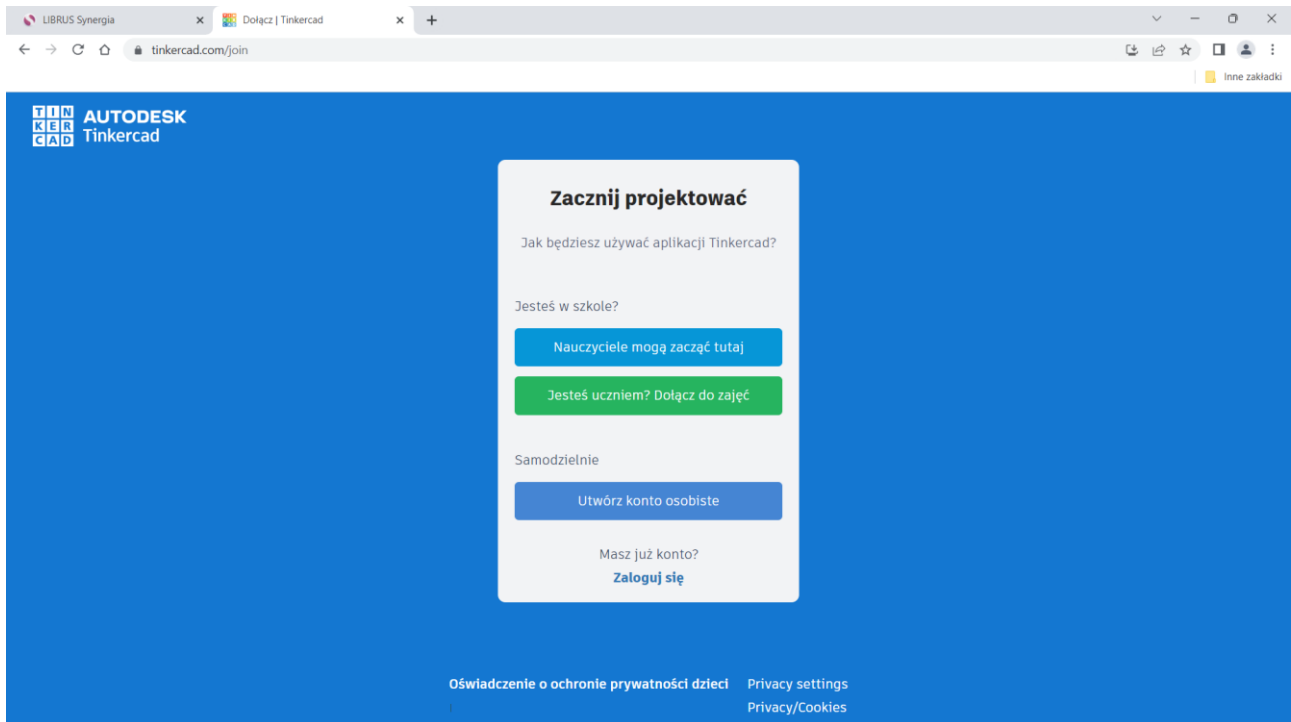 LIBRUS Synergia
Dołącz | Tinkercad
tinkercad.com/join
Inne zakładki
TIN
KER
CAD
AUTODESK
Tinkercad
Zacznij projektować
Jak będziesz używać aplikacji Tinkercad?
Jesteś w szkole?
Nauczyciele mogą zacząć tutaj
Jesteś uczniem? Dołącz do zajęć
Samodzielnie
Utwórz konto osobiste
Masz już konto?
Zaloguj się
Oświadczenie o ochronie prywatności dzieci
Privacy settings
Privacy/Cookies